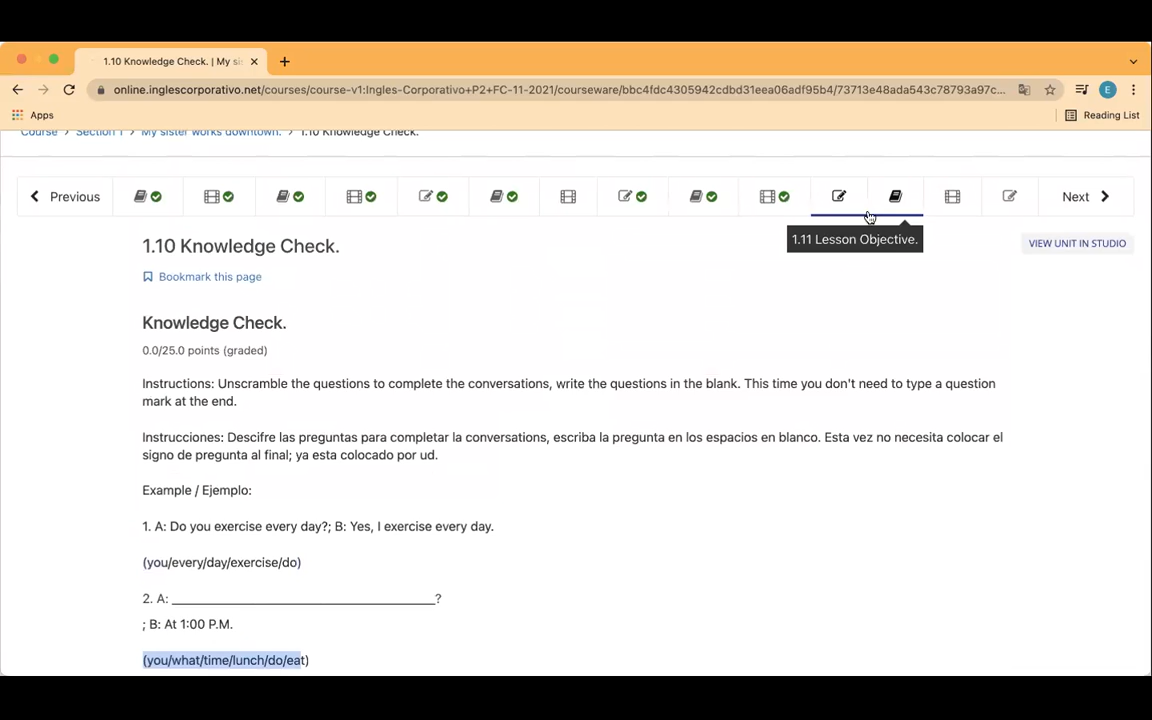 1.10 Knowledge Check. | My sis
online.inglescorporativo.net/courses/course-v1:Ingles-Corporativo+P2+FC-11-2021/courseware/bbc4fdc4305942cdbd31eea06adf95b4/73713e48ada543c78793a97c...
E
Apps
Reading List
Course > Section 1 > My sister works downtown. > 1.10 Knowledge Check.
Previous
Next
1.11 Lesson Objective.
1.10 Knowledge Check.
VIEW UNIT IN STUDIO
Bookmark this page
Knowledge Check.
0.0/25.0 points (graded)
Instructions: Unscramble the questions to complete the conversations, write the questions in the blank. This time you don't need to type a question
mark at the end.
Instrucciones: Descifre las preguntas para completar la conversations, escriba la pregunta en los espacios en blanco. Esta vez no necesita colocar el
signo de pregunta al final; ya esta colocado por ud.
Example / Ejemplo:
1. A: Do you exercise every day?; B: Yes, I exercise every day.
(you/every/day/exercise/do)
2. A: ______________________________________?
; B: At 1:00 P.M.
(you/what/time/lunch/do/eat)